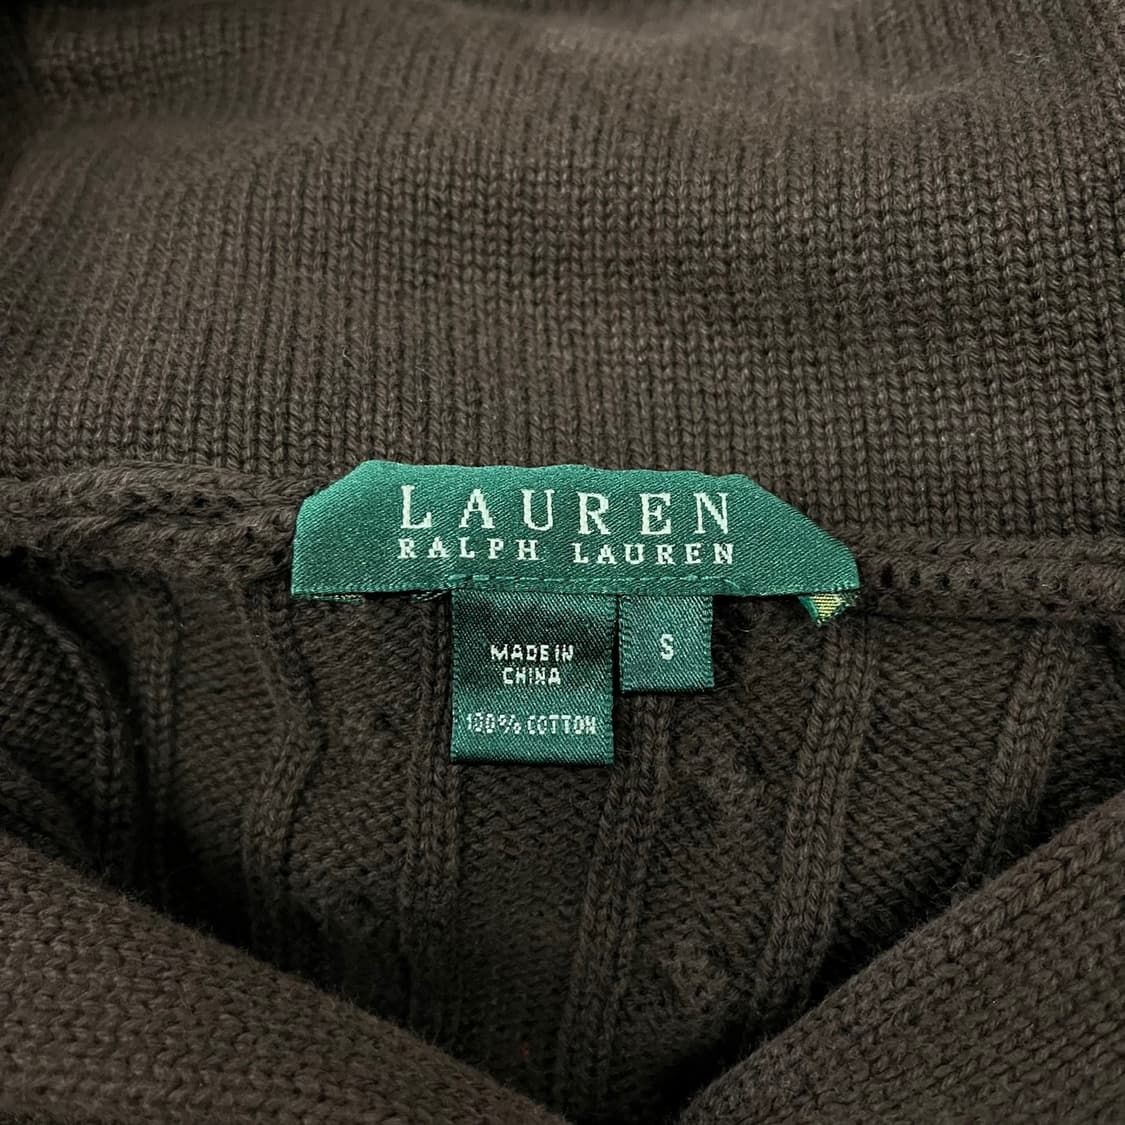 LAUREN
RALPH LAUREN
MADE IN
CHINA
100% COTTON
S